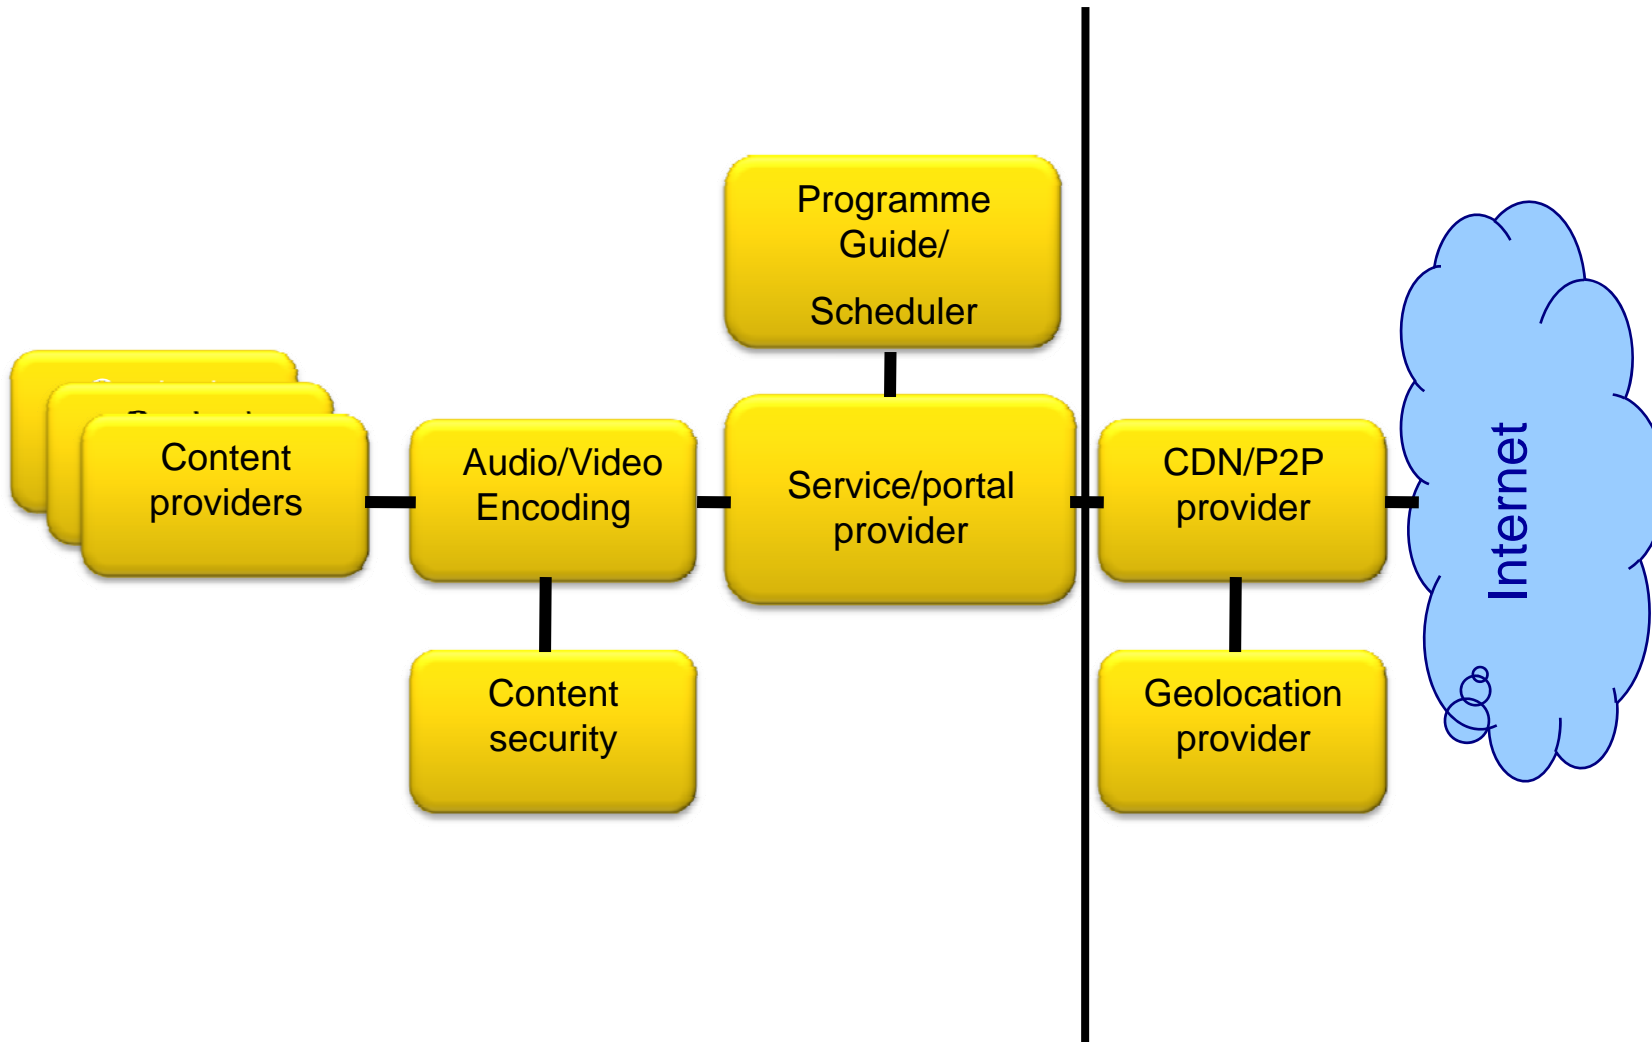 Programme
Guide/
Scheduler
Content
providers
Audio/Video
Encoding
Service/portal
provider
CDN/P2P
provider
Internet
Content
security
Geolocation
provider